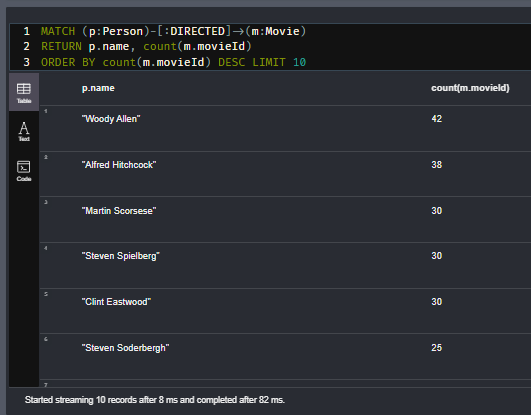 1 MATCH (p:Person)-[:DIRECTED]→(m:Movie)
2 RETURN p.name, count(m.movieId)
3 ORDER BY count(m.movieId) DESC LIMIT 10
Table
p.name count(m.movieId)
1
"Woody Allen" 42
A
Text
2
"Alfred Hitchcock" 38
Code
3
"Martin Scorsese" 30
4
"Steven Spielberg" 30
5
"Clint Eastwood" 30
6
"Steven Soderbergh" 25
7
Started streaming 10 records after 8 ms and completed after 82 ms.